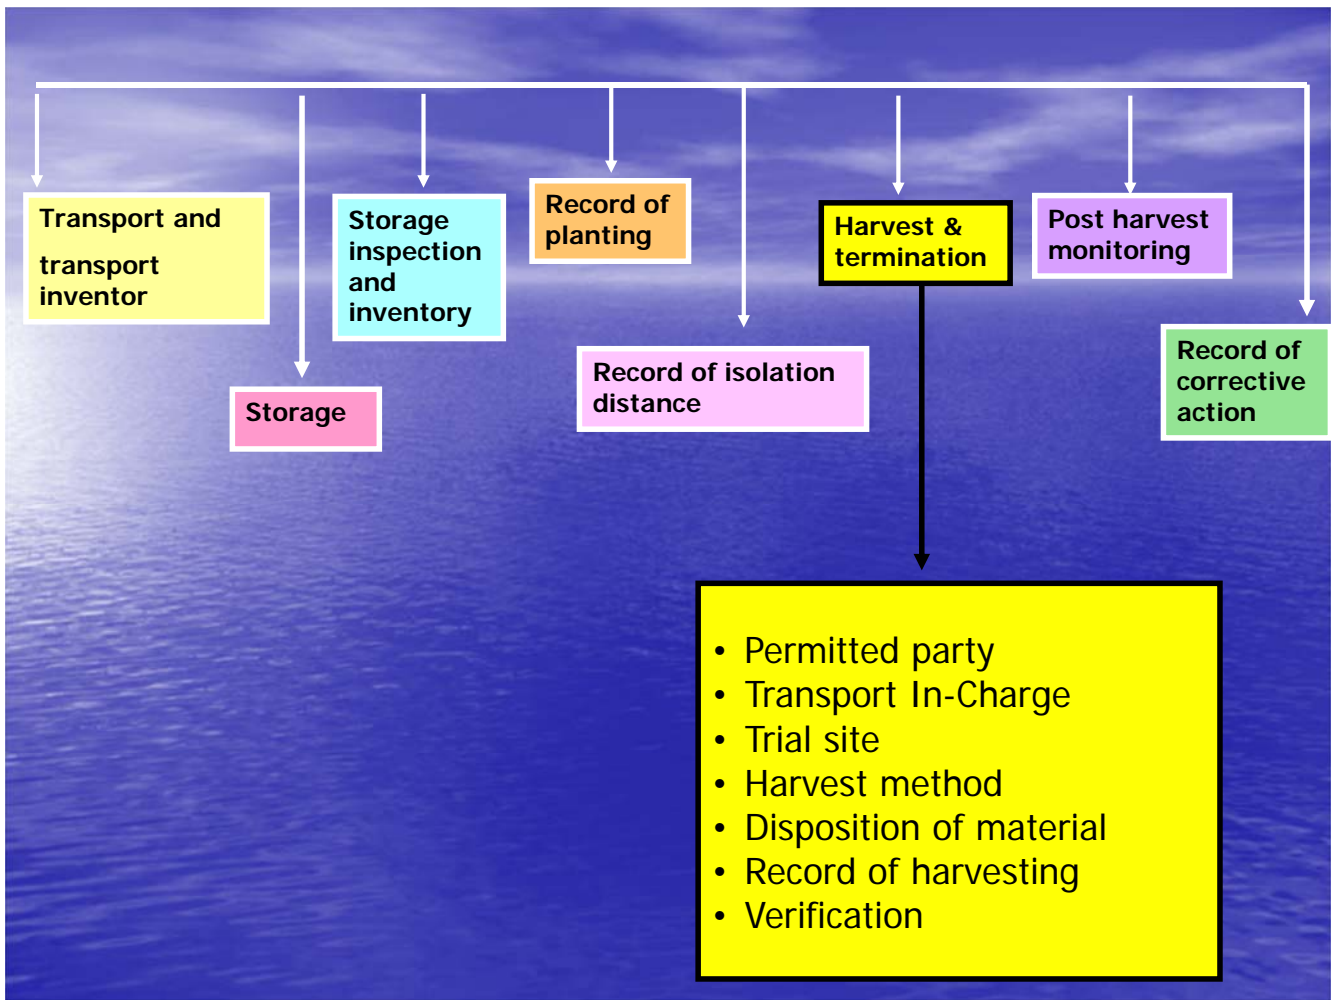 Transport and
transport
inventor
Storage
Storage
inspection
and
inventory
Record of
planting
Record of isolation
distance
Harvest &
termination
Post harvest
monitoring
Record of
corrective
action
• Permitted party
• Transport In-Charge
• Trial site
• Harvest method
• Disposition of material
• Record of harvesting
• Verification